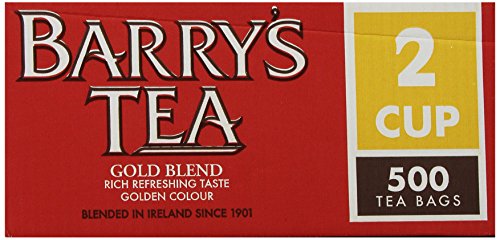 BARRY'S
TEA
GOLD BLEND
RICH REFRESHING TASTE
GOLDEN COLOUR
BLENDED IN IRELAND SINCE 1901
2
CUP
500
TEA BAGS